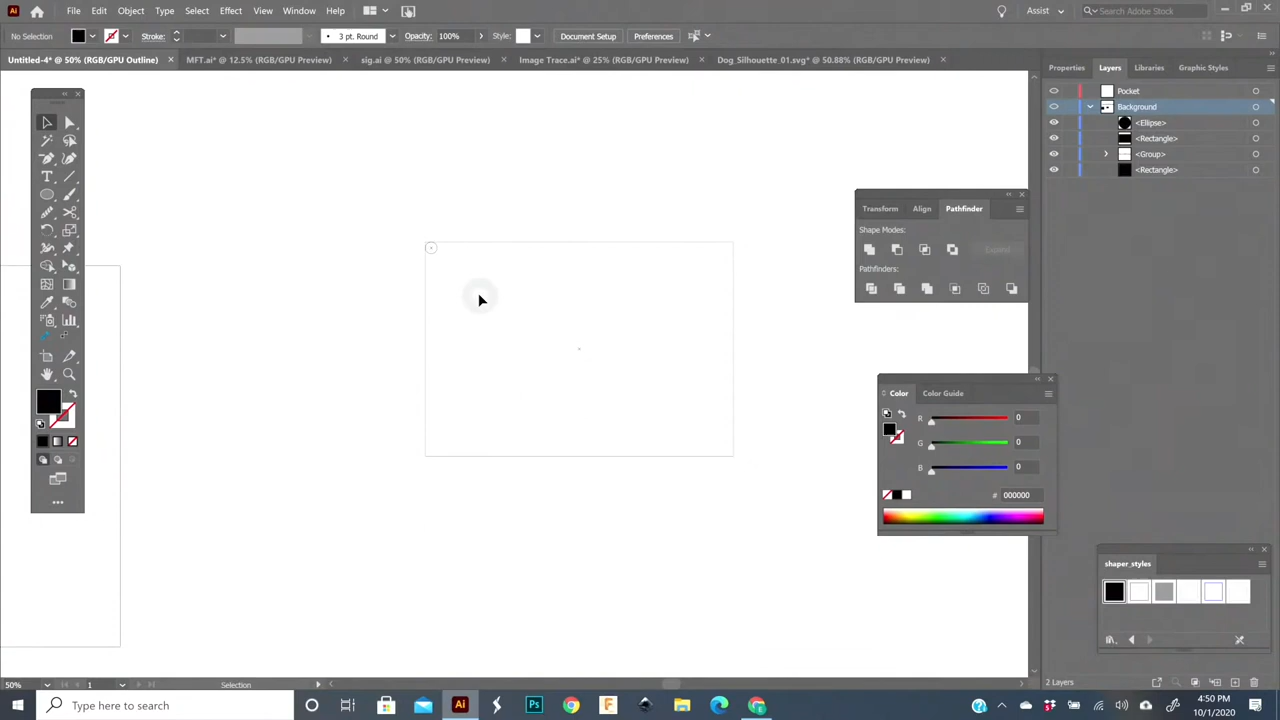 Ai File Edit Object Type Select Effect View Window Help Assist Search Adobe Stock
No Selection Stroke: 3 pt. Round Opacity: 100% Style: Document Setup Preferences
Untitled-4* @ 50% (RGB/GPU Outline) × MFT.ai* @ 12.5% (RGB/GPU Preview) × sig.ai @ 50% (RGB/GPU Preview) × Image Trace.ai* @ 25% (RGB/GPU Preview) × Dog_Silhouette_01.svg* @ 50.88% (RGB/GPU Preview) ×
Properties Layers Libraries Graphic Styles
Pocket
Background
<Ellipse>
<Rectangle>
<Group>
<Rectangle>
Transform Align Pathfinder
Shape Modes:
Expand
Pathfinders:
Color Color Guide
R 0
G 0
B 0
# 000000
shaper_styles
50% 1 Selection 2 Layers
Type here to search Ai Ps 4:50 PM
10/1/2020